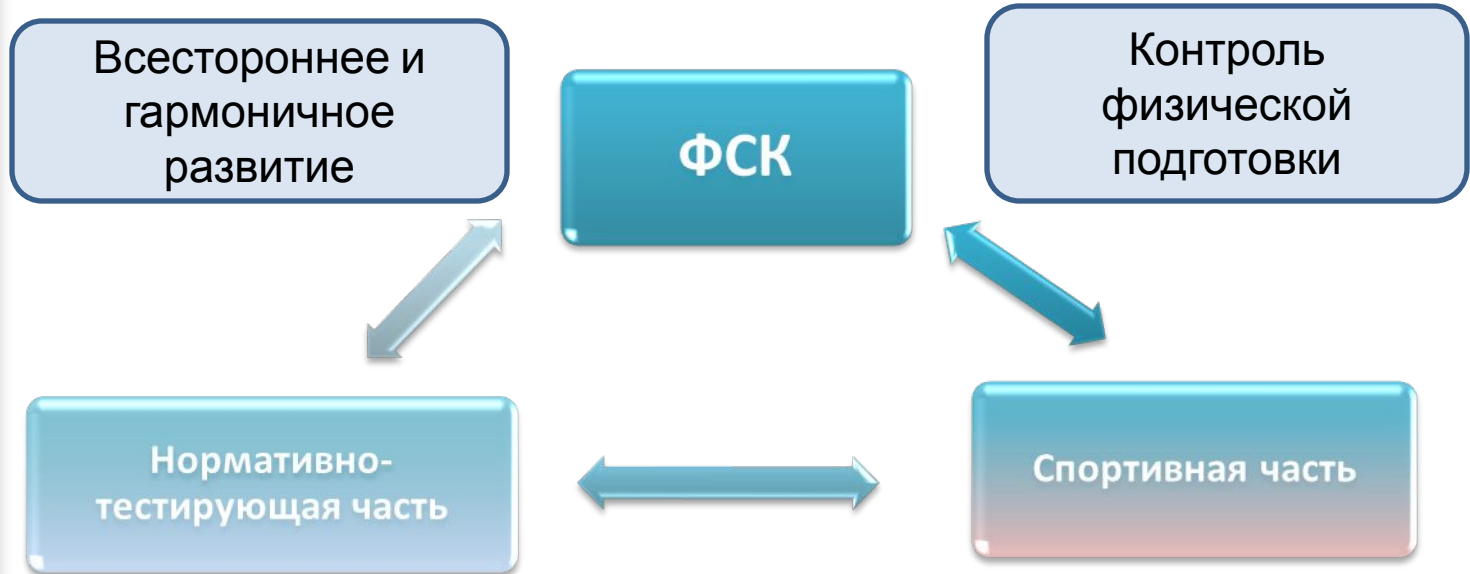 Всестороннее и
гармоничное
развитие
ФСК
Контроль
физической
подготовки
Нормативно-
тестирующая часть
Спортивная часть